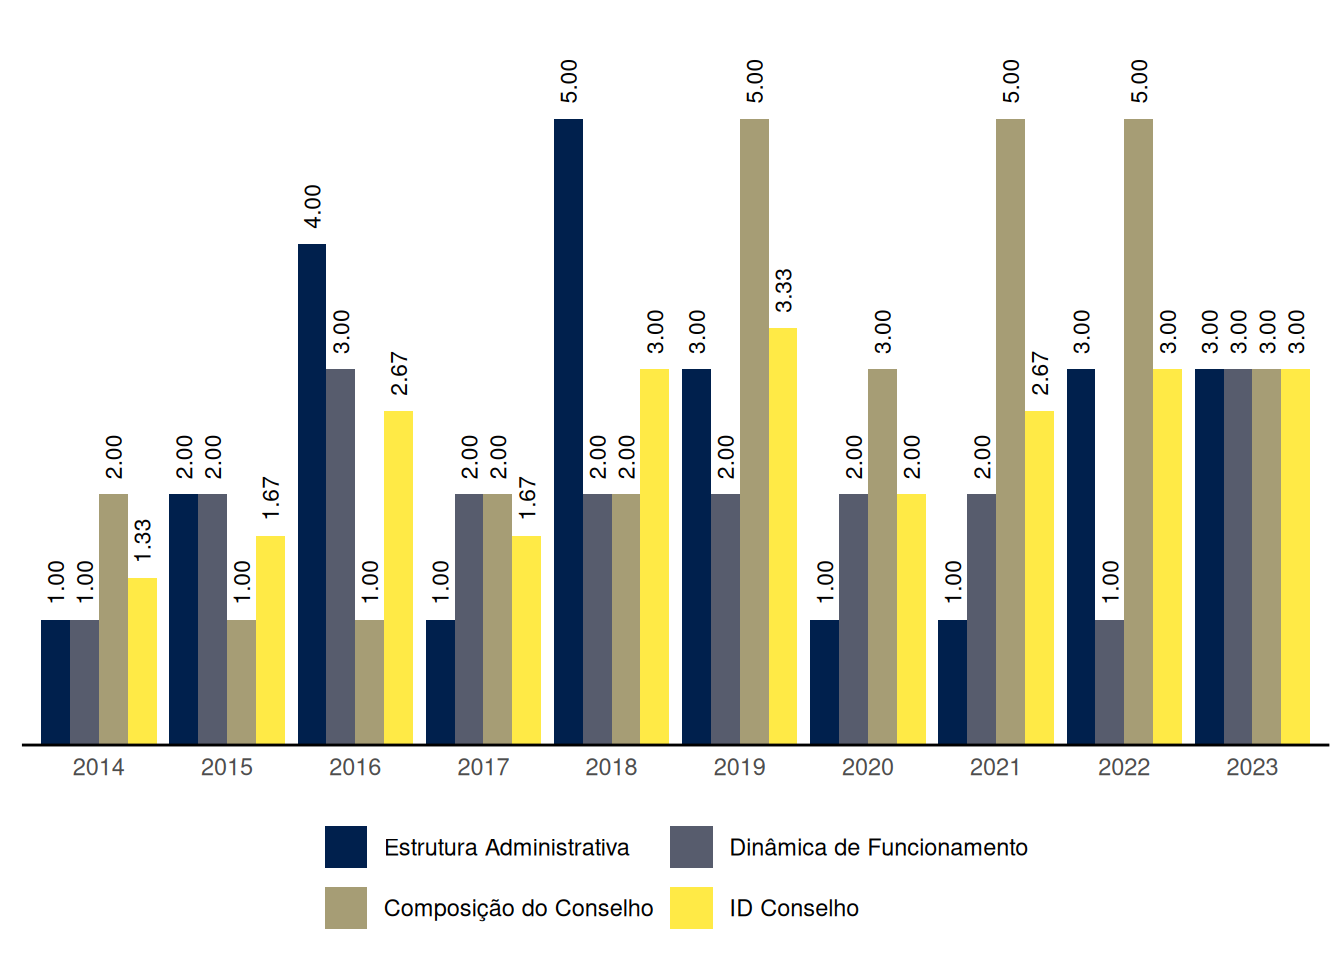 5.00 5.00 5.00 5.00
4.00
3.33
3.00 3.00 3.00 3.00 3.00 3.00 3.00 3.00 3.00 3.00
2.67 2.67
2.00 2.00 2.00 2.00 2.00 2.00 2.00 2.00 2.00 2.00 2.00
1.67 1.67
1.33
1.00 1.00 1.00 1.00 1.00 1.00 1.00 1.00
2014 2015 2016 2017 2018 2019 2020 2021 2022 2023
Estrutura Administrativa Dinâmica de Funcionamento
Composição do Conselho ID Conselho